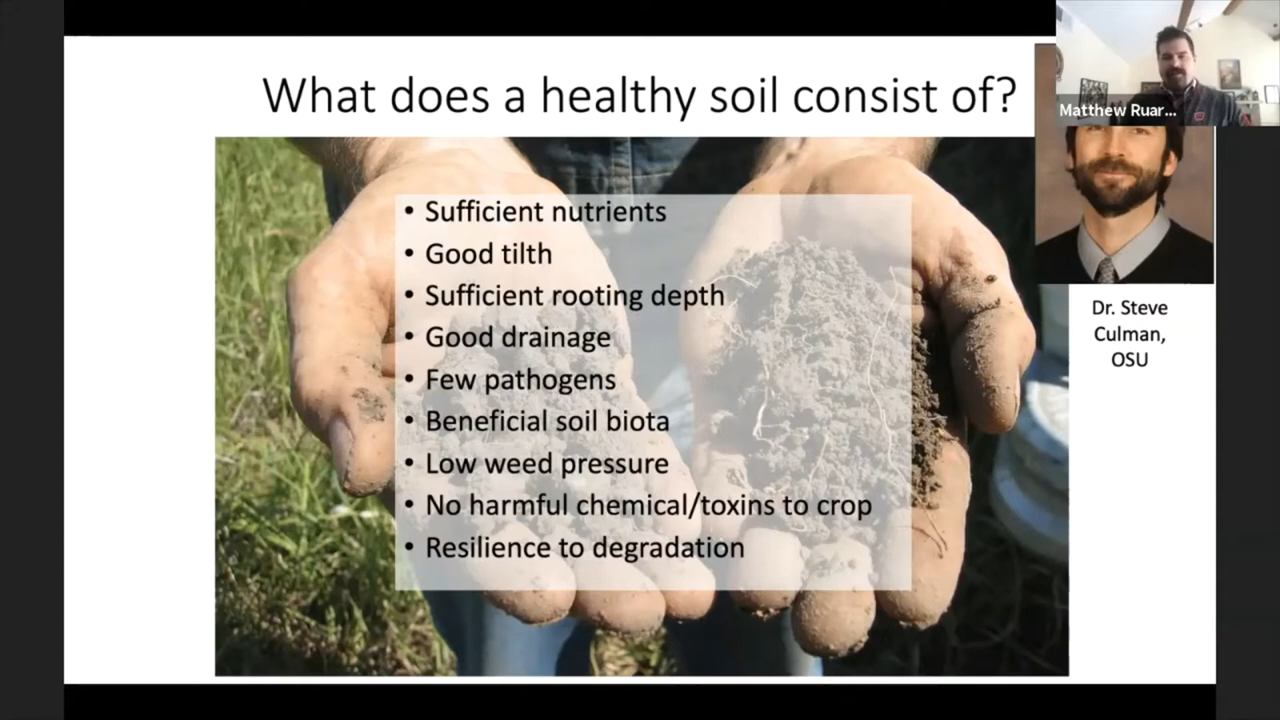 What does a healthy soil consist of?
Matthew Ruar...
• Sufficient nutrients
• Good tilth
• Sufficient rooting depth
• Good drainage
• Few pathogens
• Beneficial soil biota
• Low weed pressure
• No harmful chemical/toxins to crop
• Resilience to degradation
Dr. Steve
Culman,
OSU